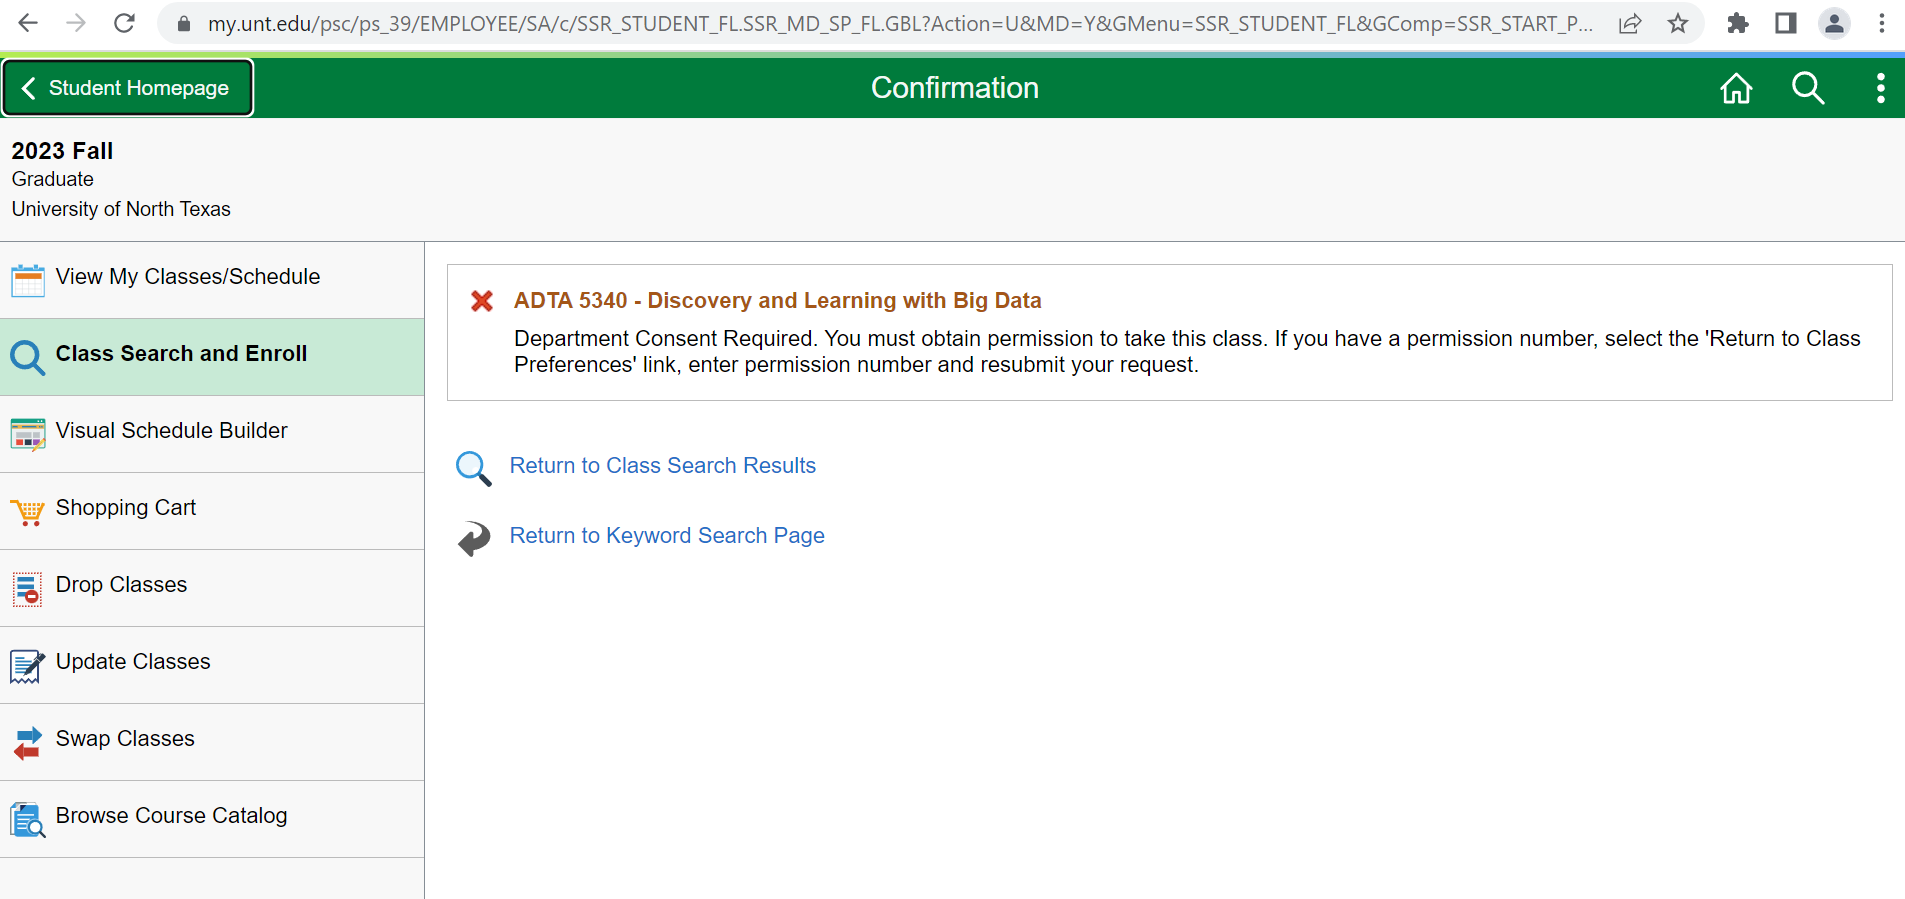 my.unt.edu/psc/ps_39/EMPLOYEE/SA/c/SSR_STUDENT_FL.SSR_MD_SP_FL.GBL?Action=U&MD=Y&GMenu=SSR_STUDENT_FL&GComp=SSR_START_P...
Student Homepage
Confirmation
2023 Fall
Graduate
University of North Texas
View My Classes/Schedule
Class Search and Enroll
Visual Schedule Builder
Shopping Cart
Drop Classes
Update Classes
Swap Classes
Browse Course Catalog
ADTA 5340 - Discovery and Learning with Big Data
Department Consent Required. You must obtain permission to take this class. If you have a permission number, select the 'Return to Class
Preferences' link, enter permission number and resubmit your request.
Return to Class Search Results
Return to Keyword Search Page